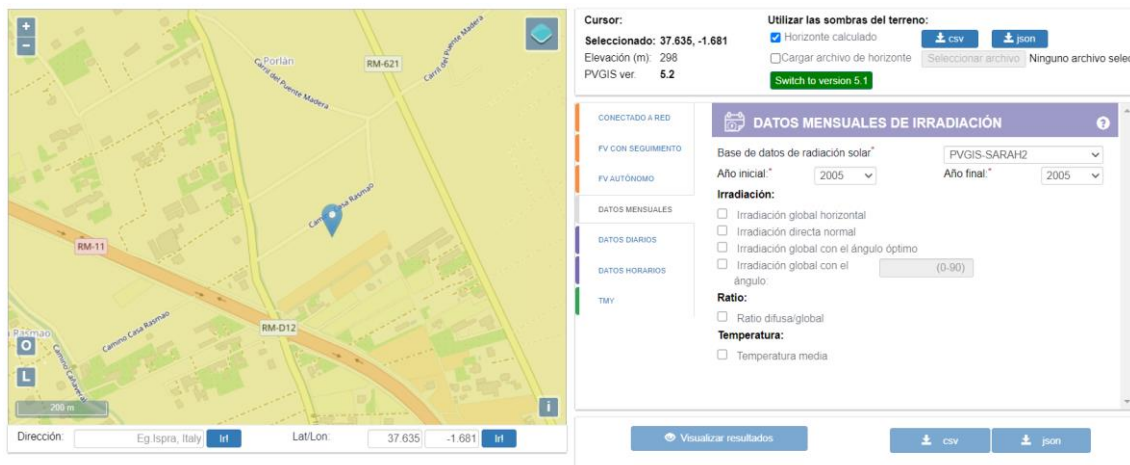 +
−
Porlán
RM-621
Carril del Puente Madera
Carril del Puente Madera
Camino Casa Rasmao
RM-11
RM-D12
Rasmao
Camino Casa Rasmao
Camino Cañaveral
O
L
200 m
i
Dirección: Eg.Ispra, Italy Ir! Lat/Lon: 37.635 -1.681 Ir!
Cursor:
Seleccionado: 37.635, -1.681
Elevación (m): 298
PVGIS ver. 5.2
Utilizar las sombras del terreno:
Horizonte calculado csv json
Cargar archivo de horizonte Seleccionar archivo Ninguno archivo selec
Switch to version 5.1
CONECTADO A RED
FV CON SEGUIMIENTO
FV AUTÓNOMO
DATOS MENSUALES
DATOS DIARIOS
DATOS HORARIOS
TMY
DATOS MENSUALES DE IRRADIACIÓN ?
Base de datos de radiación solar* PVGIS-SARAH2
Año inicial:* 2005 Año final:* 2005
Irradiación:
Irradiación global horizontal
Irradiación directa normal
Irradiación global con el ángulo óptimo
Irradiación global con el (0-90)
ángulo:
Ratio:
Ratio difusa/global
Temperatura:
Temperatura media
Visualizar resultados csv json